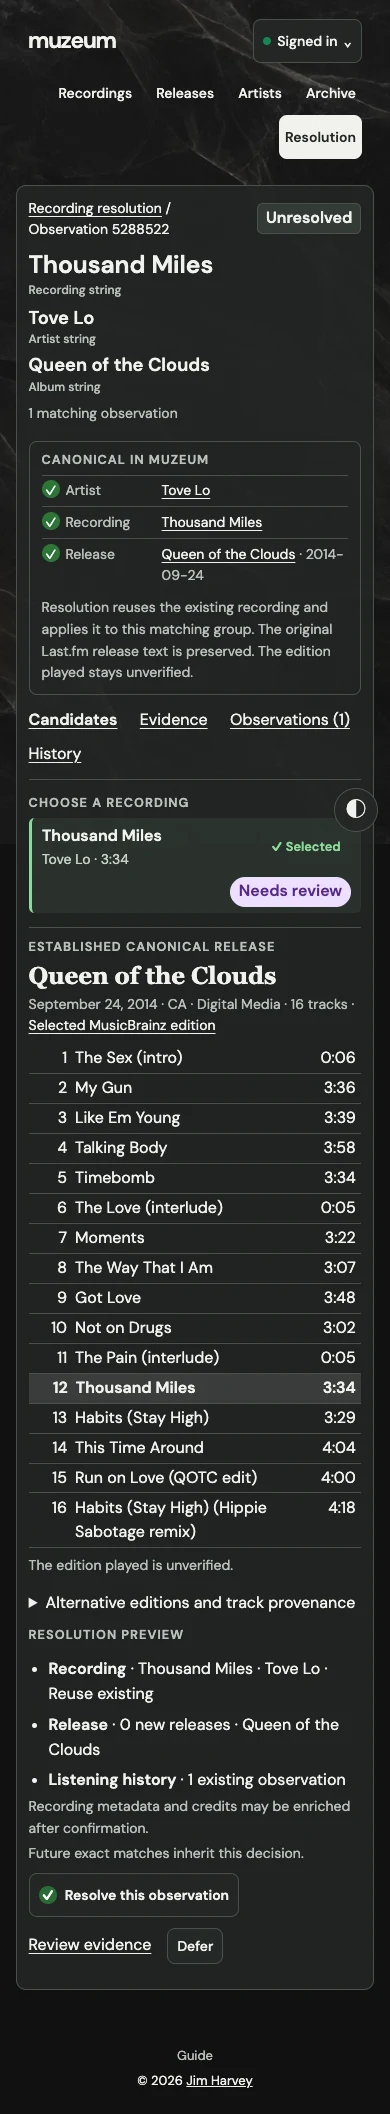 muzeum
Signed in
Recordings Releases Artists Archive
Resolution
Recording resolution /
Observation 5288522
Unresolved
Thousand Miles
Recording string
Tove Lo
Artist string
Queen of the Clouds
Album string
1 matching observation
CANONICAL IN MUZEUM
Artist Tove Lo
Recording Thousand Miles
Release Queen of the Clouds · 2014-
09-24
Resolution reuses the existing recording and
applies it to this matching group. The original
Last.fm release text is preserved. The edition
played stays unverified.
Candidates Evidence Observations (1)
History
CHOOSE A RECORDING
Thousand Miles
Tove Lo · 3:34
✓ Selected
Needs review
ESTABLISHED CANONICAL RELEASE
Queen of the Clouds
September 24, 2014 · CA · Digital Media · 16 tracks ·
Selected MusicBrainz edition
1 The Sex (intro) 0:06
2 My Gun 3:36
3 Like Em Young 3:39
4 Talking Body 3:58
5 Timebomb 3:34
6 The Love (interlude) 0:05
7 Moments 3:22
8 The Way That I Am 3:07
9 Got Love 3:48
10 Not on Drugs 3:02
11 The Pain (interlude) 0:05
12 Thousand Miles 3:34
13 Habits (Stay High) 3:29
14 This Time Around 4:04
15 Run on Love (QOTC edit) 4:00
16 Habits (Stay High) (Hippie 4:18
Sabotage remix)
The edition played is unverified.
▶ Alternative editions and track provenance
RESOLUTION PREVIEW
• Recording · Thousand Miles · Tove Lo ·
Reuse existing
• Release · 0 new releases · Queen of the
Clouds
• Listening history · 1 existing observation
Recording metadata and credits may be enriched
after confirmation.
Future exact matches inherit this decision.
Resolve this observation
Review evidence Defer
Guide
© 2026 Jim Harvey